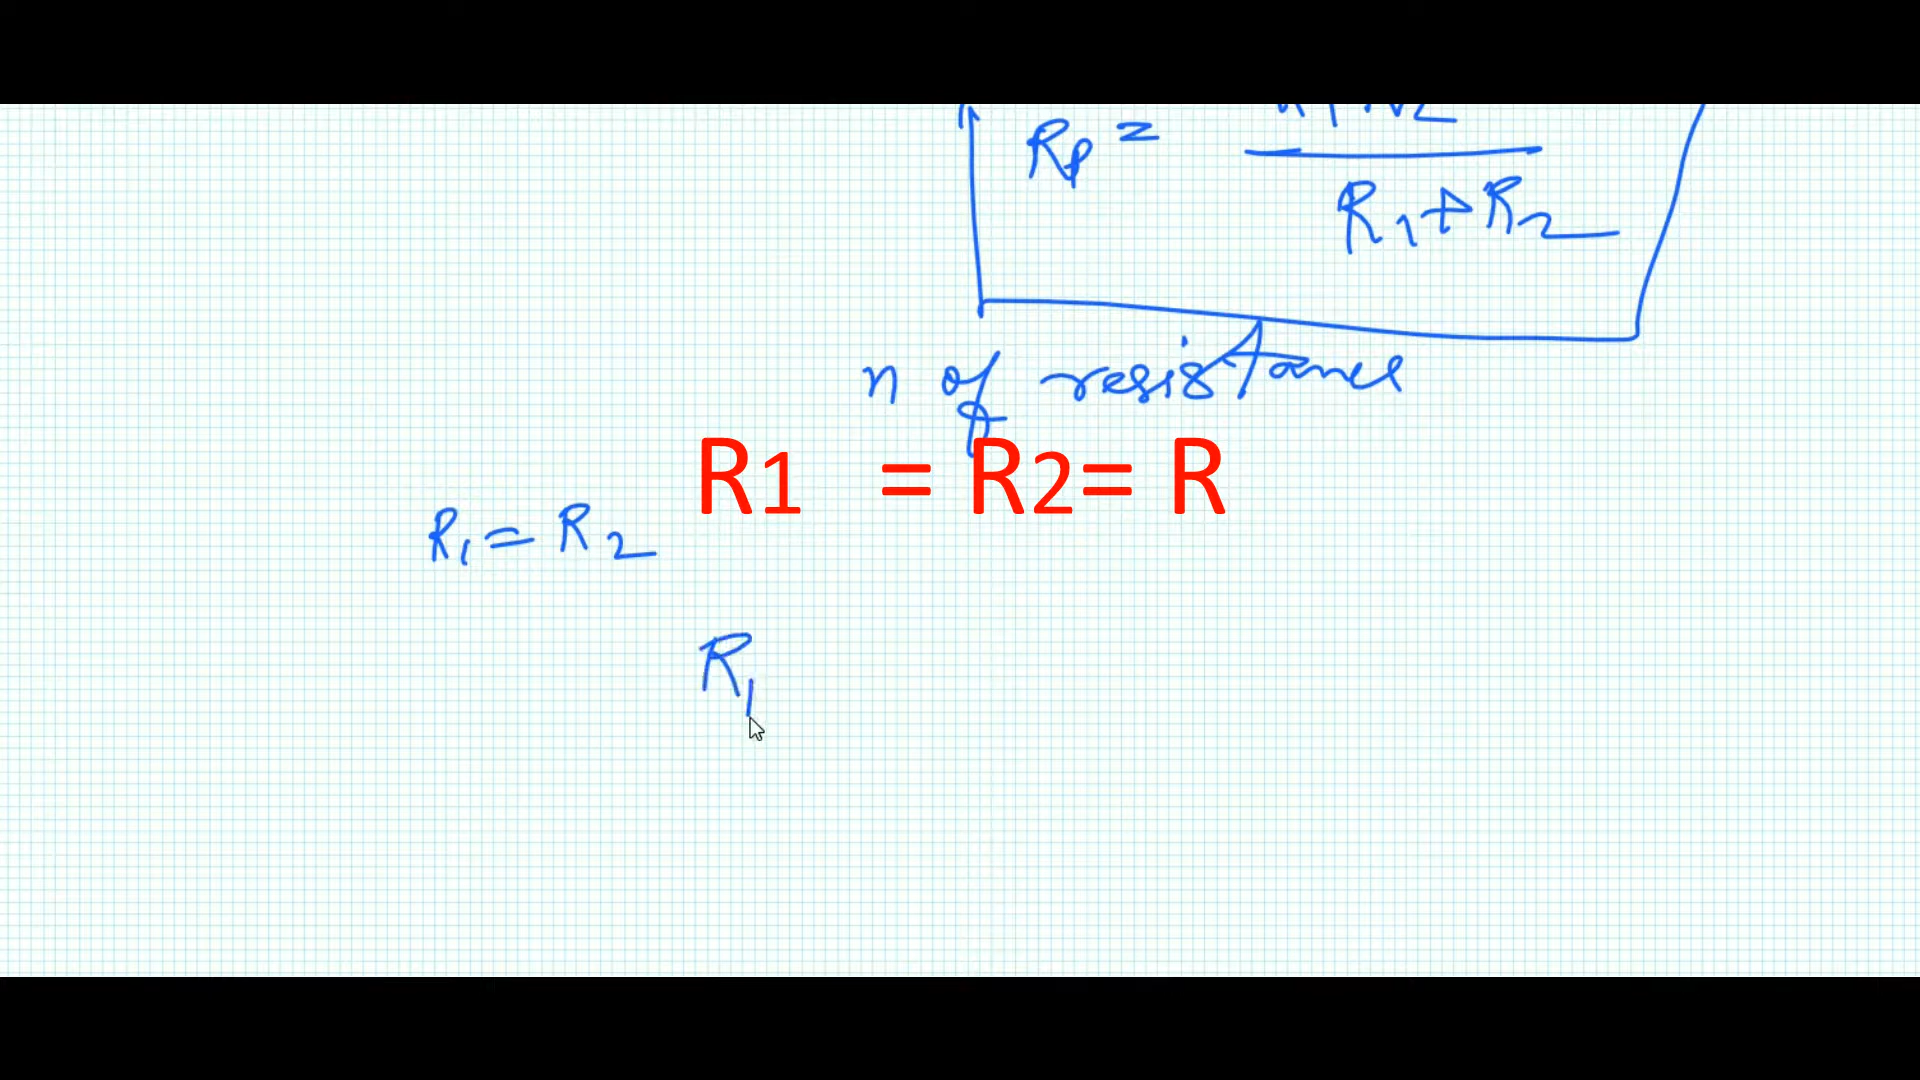 Rp =
R1+R2
n of resistance
R1 = R2= R
R1=R2
R1